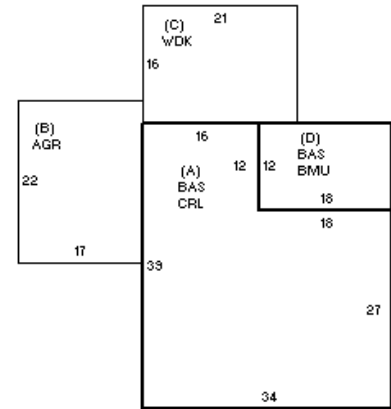 21
(C)
WDK
16
(B)
AGR
22
17
16
(D)
BAS
BMU
12
12
18
(A)
BAS
CRL
18
39
27
34